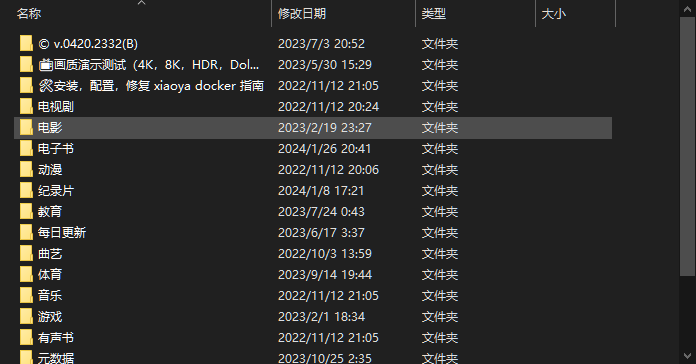 名称 修改日期 类型 大小
© v.0420.2332(B) 2023/7/3 20:52 文件夹
画质演示测试（4K，8K，HDR，Dol... 2023/5/30 15:29 文件夹
🛠安装，配置，修复 xiaoya docker 指南 2022/11/12 21:05 文件夹
电视剧 2022/11/12 20:24 文件夹
电影 2023/2/19 23:27 文件夹
电子书 2024/1/26 20:41 文件夹
动漫 2022/11/12 20:06 文件夹
纪录片 2024/1/8 17:21 文件夹
教育 2023/7/24 0:43 文件夹
每日更新 2023/6/17 3:37 文件夹
曲艺 2022/10/3 13:59 文件夹
体育 2023/9/14 19:44 文件夹
音乐 2022/11/12 21:05 文件夹
游戏 2023/2/1 18:34 文件夹
有声书 2022/11/12 21:05 文件夹
元数据 2023/10/25 2:35 文件夹